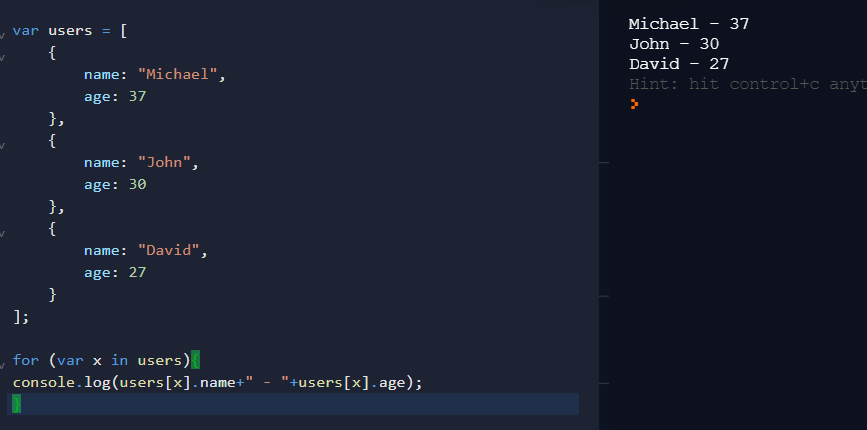 var users = [
    {
        name: "Michael",
        age: 37
    },
    {
        name: "John",
        age: 30
    },
    {
        name: "David",
        age: 27
    }
];
for (var x in users){
console.log(users[x].name+" - "+users[x].age);
}
Michael - 37
John - 30
David - 27
Hint: hit control+c anyt